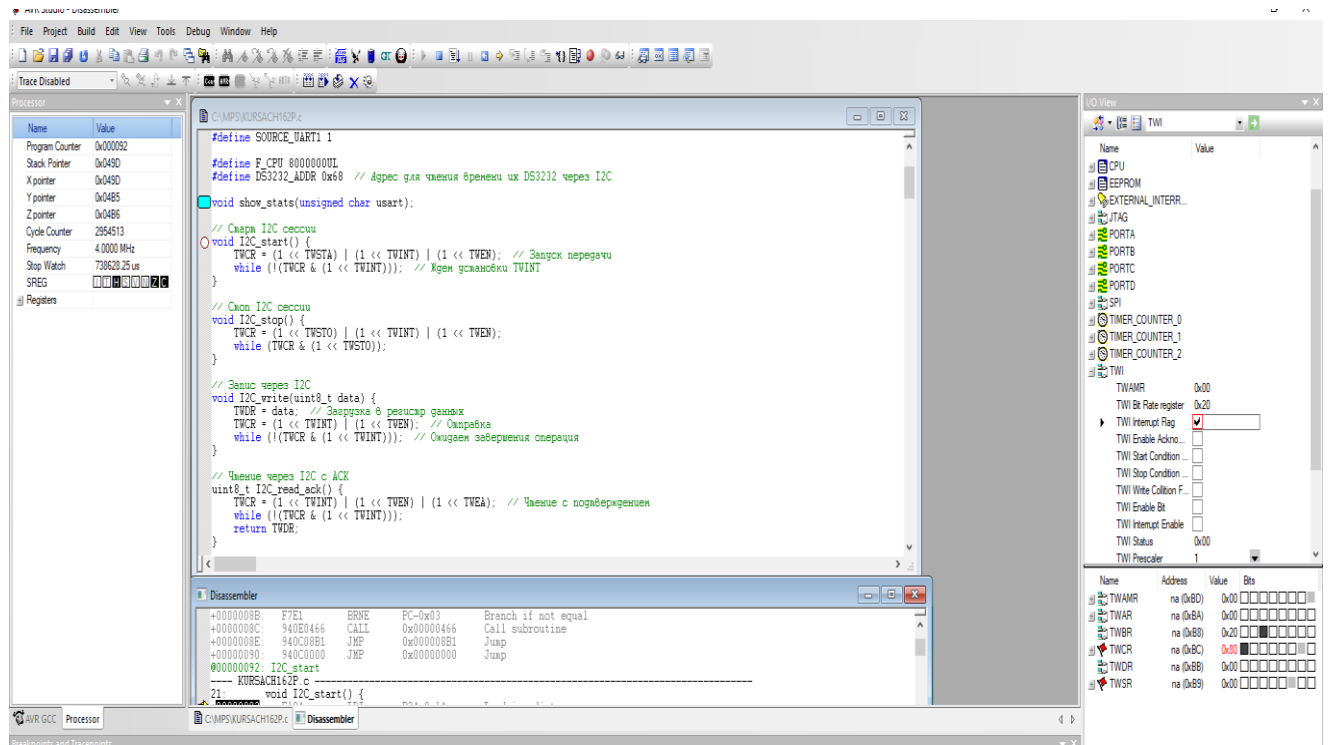 AVR Studio - Disassembler
File Project Build Edit View Tools Debug Window Help
Trace Disabled
Processor
Name Value
Program Counter 0x000092
Stack Pointer 0x049D
X pointer 0x049D
Y pointer 0x04B5
Z pointer 0x04B6
Cycle Counter 2954513
Frequency 4.0000 MHz
Stop Watch 738628.25 us
SREG I T H S V N Z C
Registers
AVR GCC Processor
C:\MPS\KURSACH162P.c
#define SOURCE_UART1 1
#define F_CPU 8000000UL
#define DS3232_ADDR 0x68 // Адрес для чтения времени их DS3232 через I2C
void show_stats(unsigned char usart);
// Старт I2C сессии
void I2C_start() {
TWCR = (1 << TWSTA) | (1 << TWINT) | (1 << TWEN); // Запуск передачи
while (!(TWCR & (1 << TWINT))); // Ждем установки TWINT
}
// Стоп I2C сессии
void I2C_stop() {
TWCR = (1 << TWSTO) | (1 << TWINT) | (1 << TWEN);
while (TWCR & (1 << TWSTO));
}
// Запис через I2C
void I2C_write(uint8_t data) {
TWDR = data; // Загрузка в регистр данных
TWCR = (1 << TWINT) | (1 << TWEN); // Отправка
while (!(TWCR & (1 << TWINT))); // Ожидаем завершения операция
}
// Чтение через I2C с ACK
uint8_t I2C_read_ack() {
TWCR = (1 << TWINT) | (1 << TWEN) | (1 << TWEA); // Чтение с подтверждением
while (!(TWCR & (1 << TWINT)));
return TWDR;
}
Disassembler
+0000008B: F7E1 BRNE PC-0x03 Branch if not equal
+0000008C: 940E0466 CALL 0x00000466 Call subroutine
+0000008E: 940C08B1 JMP 0x000008B1 Jump
+00000090: 940C0000 JMP 0x00000000 Jump
@00000092: I2C_start
---- KURSACH162P.c
21: void I2C_start() {
C:\MPS\KURSACH162P.c Disassembler
I/O View
TWI
Name Value
CPU
EEPROM
EXTERNAL_INTERR...
JTAG
PORTA
PORTB
PORTC
PORTD
SPI
TIMER_COUNTER_0
TIMER_COUNTER_1
TIMER_COUNTER_2
TWI
TWAMR 0x00
TWI Bit Rate register 0x20
TWI Interrupt Flag
TWI Enable Ackno...
TWI Start Condition ...
TWI Stop Condition ...
TWI Write Collition F...
TWI Enable Bit
TWI Interrupt Enable
TWI Status 0x00
TWI Prescaler 1
Name Address Value Bits
TWAMR na (0xBD) 0x00
TWAR na (0xBA) 0x00
TWBR na (0xB8) 0x20
TWCR na (0xBC) 0x80
TWDR na (0xBB) 0x00
TWSR na (0xB9) 0x00
Breakpoints and Tracepoints